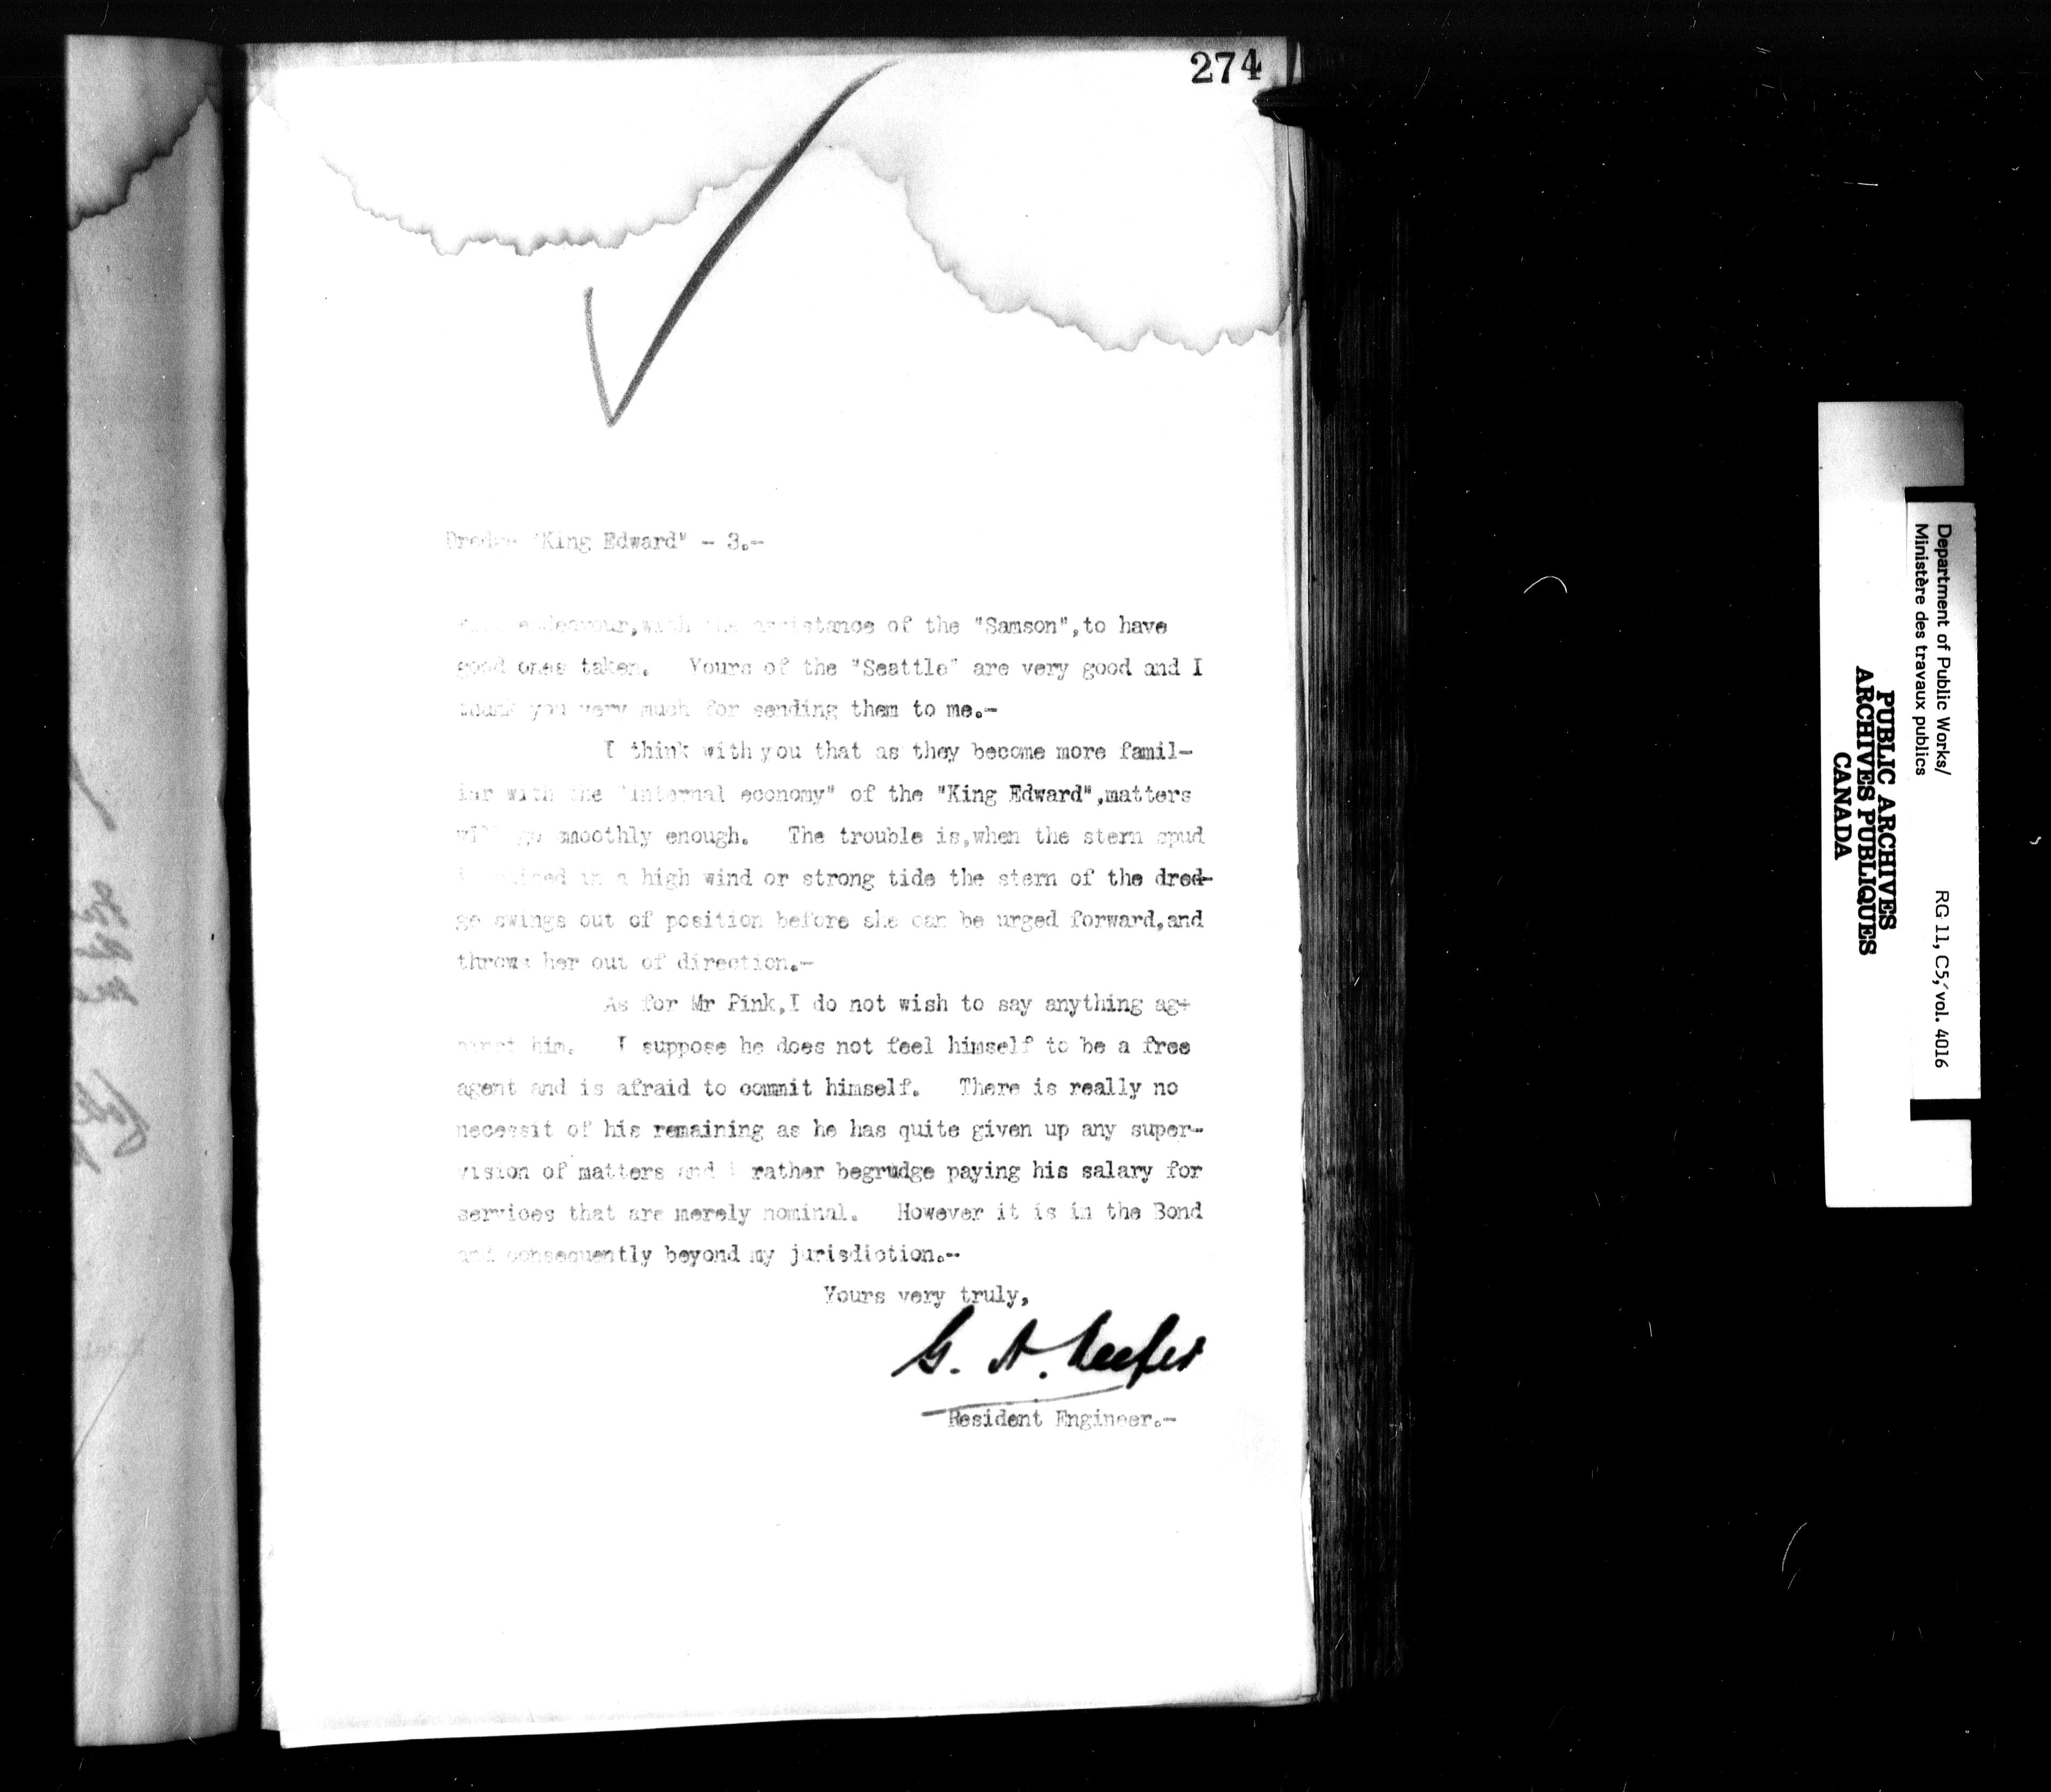 274
Dredge "King Edward" - 3.-
endeavour,with the assistance of the "Samson",to have
good ones taken. Yours of the "Seattle" are very good and I
thank you very much for sending them to me.-
I think with you that as they become more famil-
iar with the "internal economy" of the "King Edward",matters
will go smoothly enough. The trouble is,when the stern spud
is raised in a high wind or strong tide the stern of the dred-
ge swings out of position before she can be urged forward,and
throws her out of direction.-
As for Mr Pink,I do not wish to say anything ag-
him. I suppose he does not feel himself to be a free
agent and is afraid to commit himself. There is really no
necessit of his remaining as he has quite given up any super-
vision of matters and I rather begrudge paying his salary for
services that are merely nominal. However it is in the Bond
and consequently beyond my jurisdiction.--
Yours very truly,
G. A. Keefer
Resident Engineer.-
Department of Public Works/
Ministère des travaux publics
RG 11, C5, vol. 4016
PUBLIC ARCHIVES
ARCHIVES PUBLIQUES
CANADA